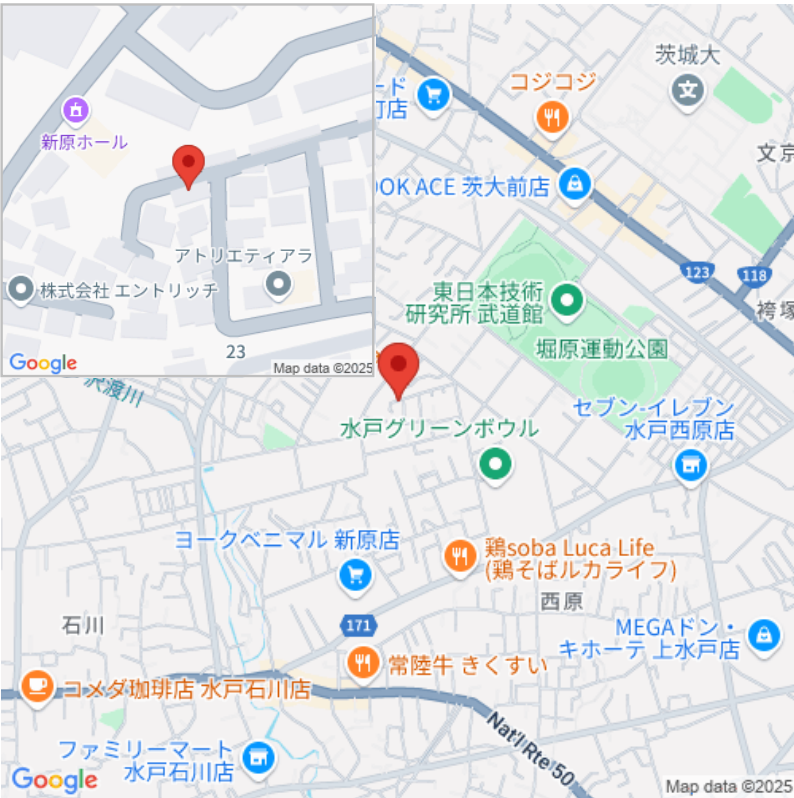 新原ホール
アトリエティアラ
株式会社 エントリッチ
23
Google
Map data ©2025
ード
町店
コジコジ
茨城大
文京
OOK ACE 茨大前店
123
118
袴塚
東日本技術
研究所 武道館
堀原運動公園
沢渡川
水戸グリーンボウル
セブン-イレブン
水戸西原店
ヨークベニマル 新原店
鶏soba Luca Life
(鶏そばルカライフ)
西原
石川
171
MEGAドン・
キホーテ 上水戸店
常陸牛 きくすい
コメダ珈琲店 水戸石川店
Nat'l Rte 50
ファミリーマート
水戸石川店
Google
Map data ©2025